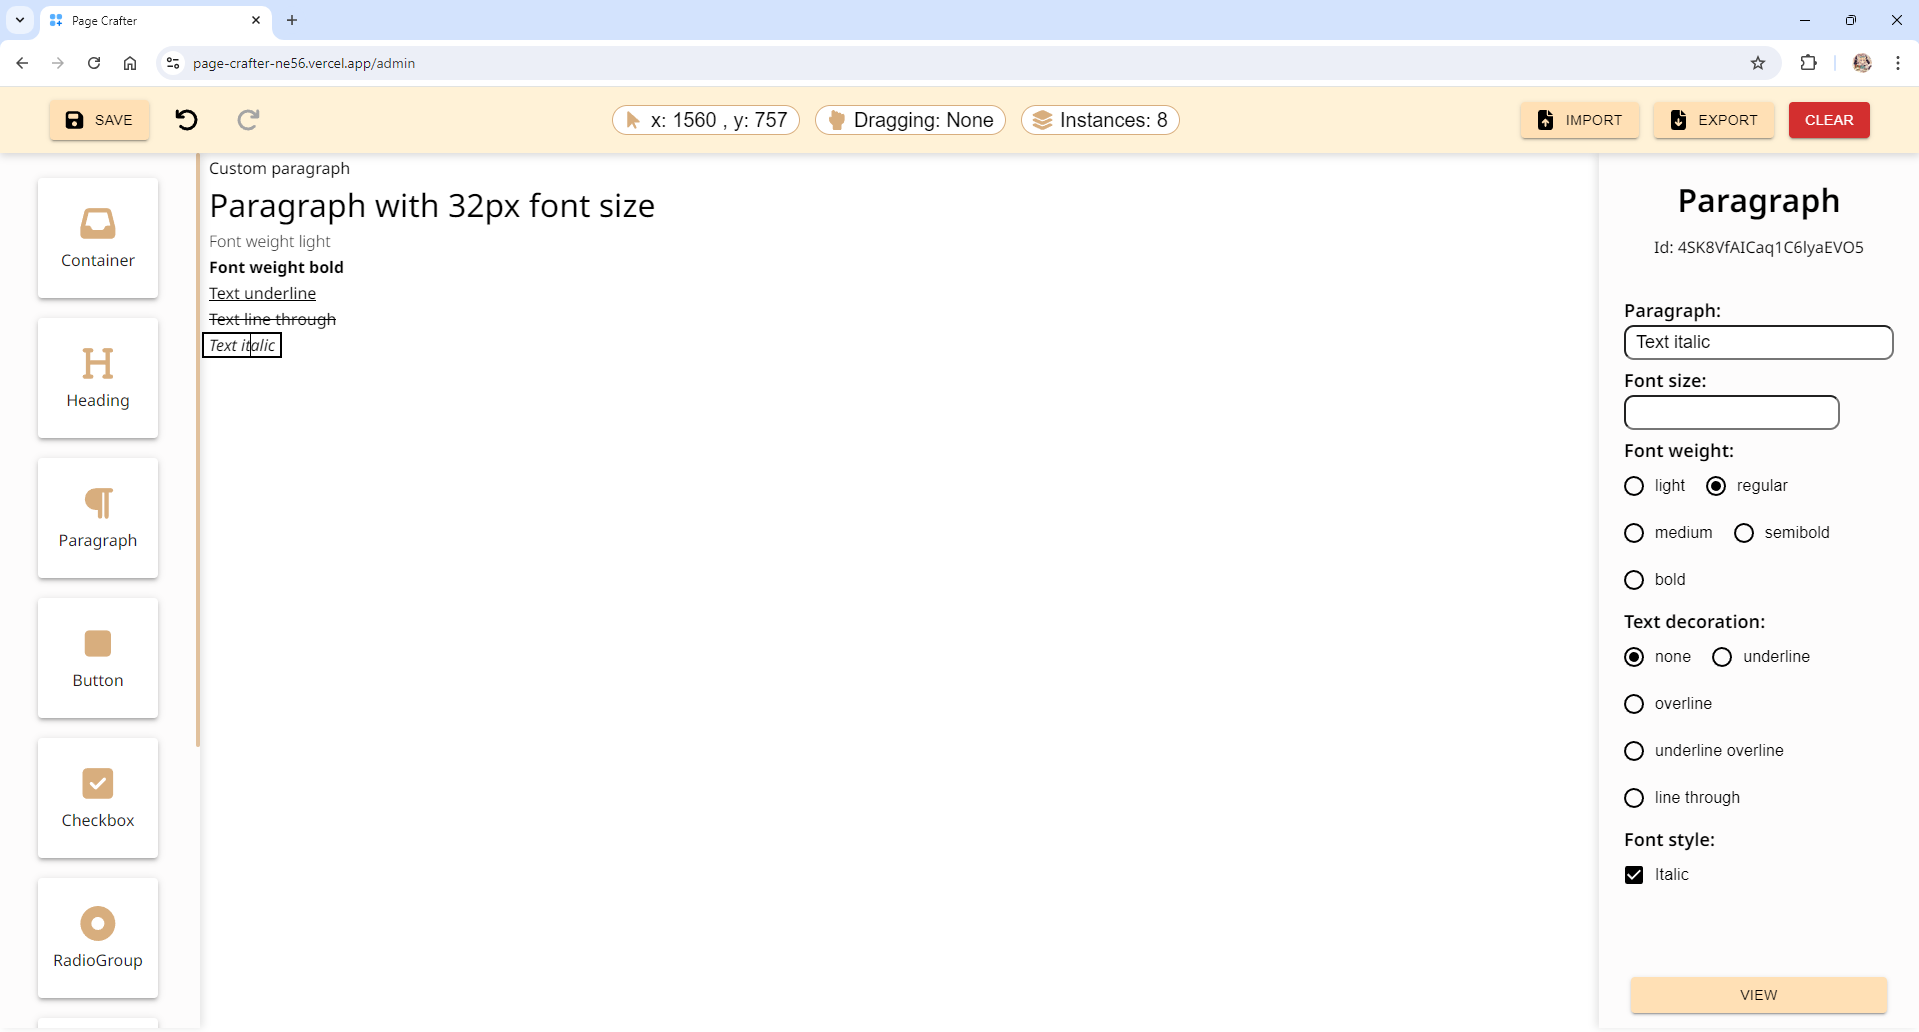 Page Crafter
page-crafter-ne56.vercel.app/admin
SAVE
x: 1560 , y: 757
Dragging: None
Instances: 8
IMPORT
EXPORT
CLEAR
Container
Heading
Paragraph
Button
Checkbox
RadioGroup
Custom paragraph
Paragraph with 32px font size
Font weight light
Font weight bold
Text underline
Text line through
Text italic
Paragraph
Id: 4SK8VfAICaq1C6lyaEVO5
Paragraph:
Text italic
Font size:
Font weight:
light regular
medium semibold
bold
Text decoration:
none underline
overline
underline overline
line through
Font style:
Italic
VIEW